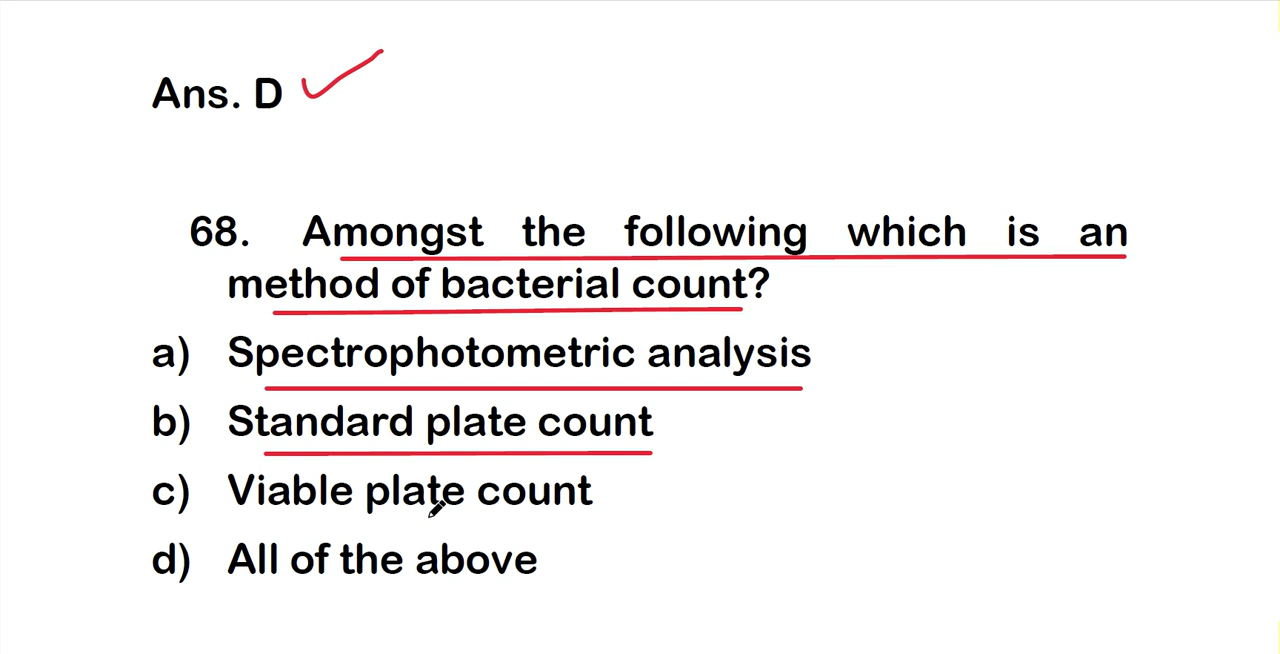 Ans. D
68. Amongst the following which is an
method of bacterial count?
a) Spectrophotometric analysis
b) Standard plate count
c) Viable plate count
d) All of the above